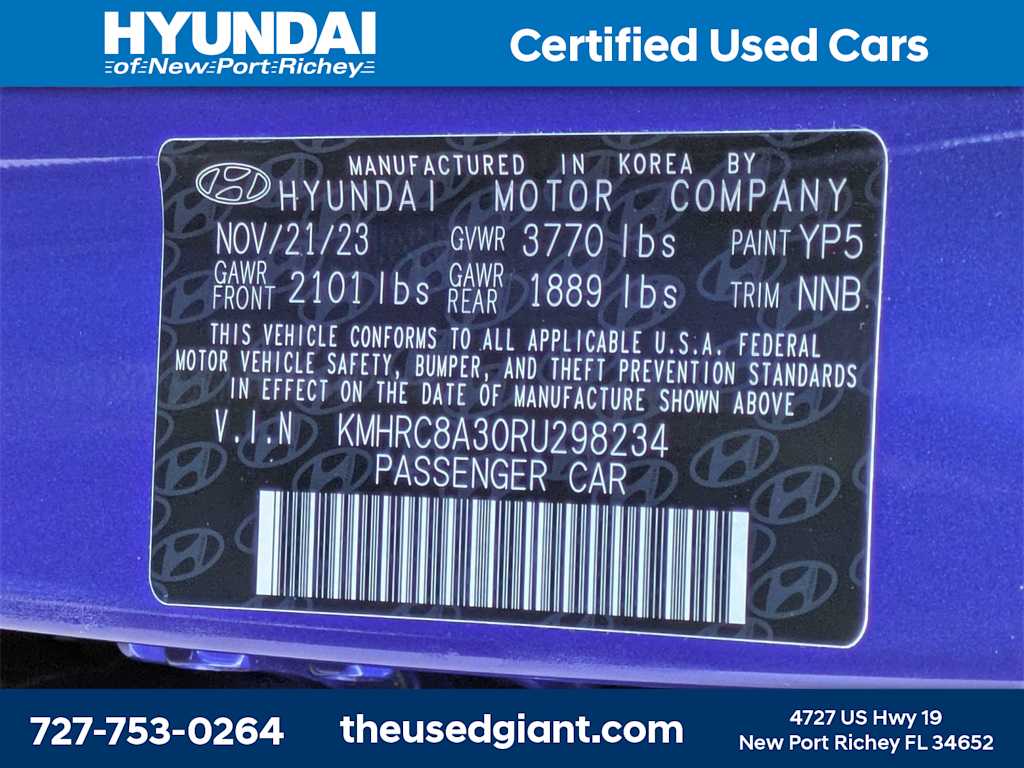 HYUNDAI
of New Port Richey
Certified Used Cars
MANUFACTURED IN KOREA BY
HYUNDAI MOTOR COMPANY
NOV/21/23 GVWR 3770 lbs PAINT YP5
GAWR FRONT 2101 lbs GAWR REAR 1889 lbs TRIM NNB
THIS VEHICLE CONFORMS TO ALL APPLICABLE U.S.A. FEDERAL
MOTOR VEHICLE SAFETY, BUMPER, AND THEFT PREVENTION STANDARDS
IN EFFECT ON THE DATE OF MANUFACTURE SHOWN ABOVE
V.I.N KMHRC8A30RU298234
PASSENGER CAR
727-753-0264
theusedgiant.com
4727 US Hwy 19
New Port Richey FL 34652